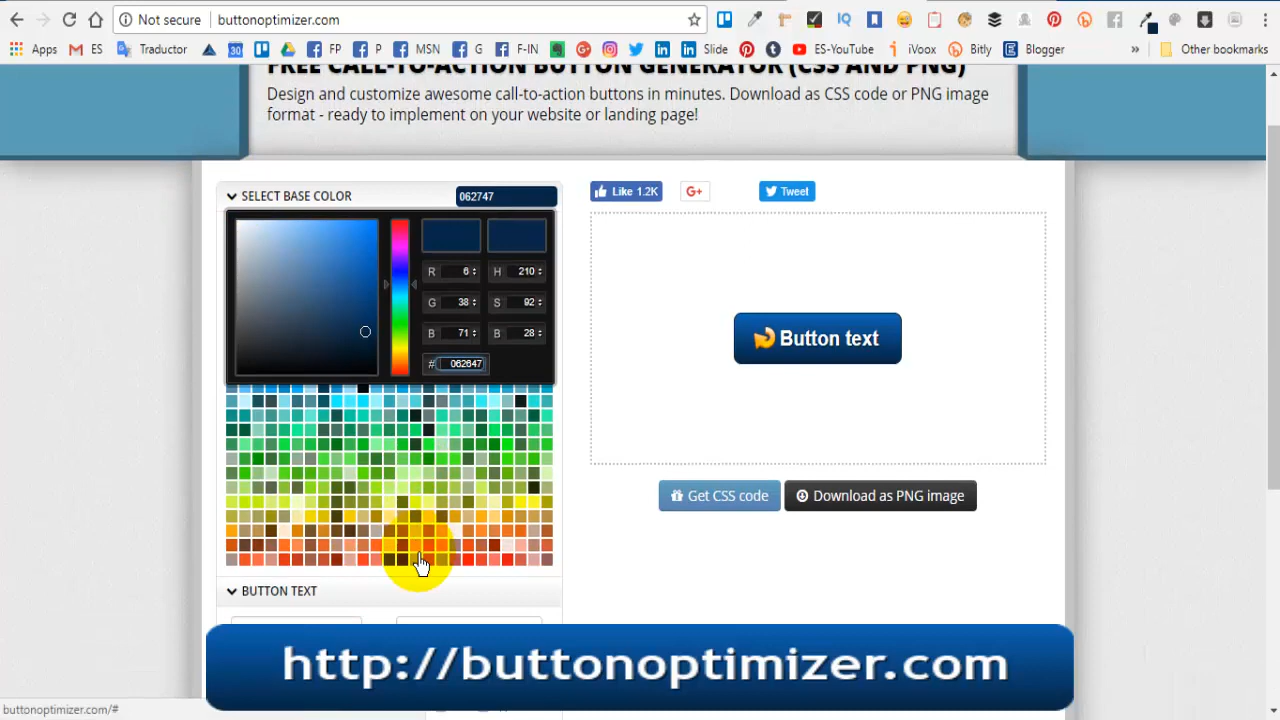 Not secure
buttonoptimizer.com
Apps
ES
Traductor
FP
P
MSN
G
F-IN
Slide
ES-YouTube
iVoox
Bitly
Blogger
»
Other bookmarks
FREE CALL-TO-ACTION BUTTON GENERATOR (CSS AND PNG)
Design and customize awesome call-to-action buttons in minutes. Download as CSS code or PNG image
format - ready to implement on your website or landing page!
SELECT BASE COLOR
062747
Like 1.2K
G+
Tweet
R 6 H 210
G 38 S 92
B 71 B 28
# 062647
Button text
Get CSS code
Download as PNG image
BUTTON TEXT
http://buttonoptimizer.com
buttonoptimizer.com/#